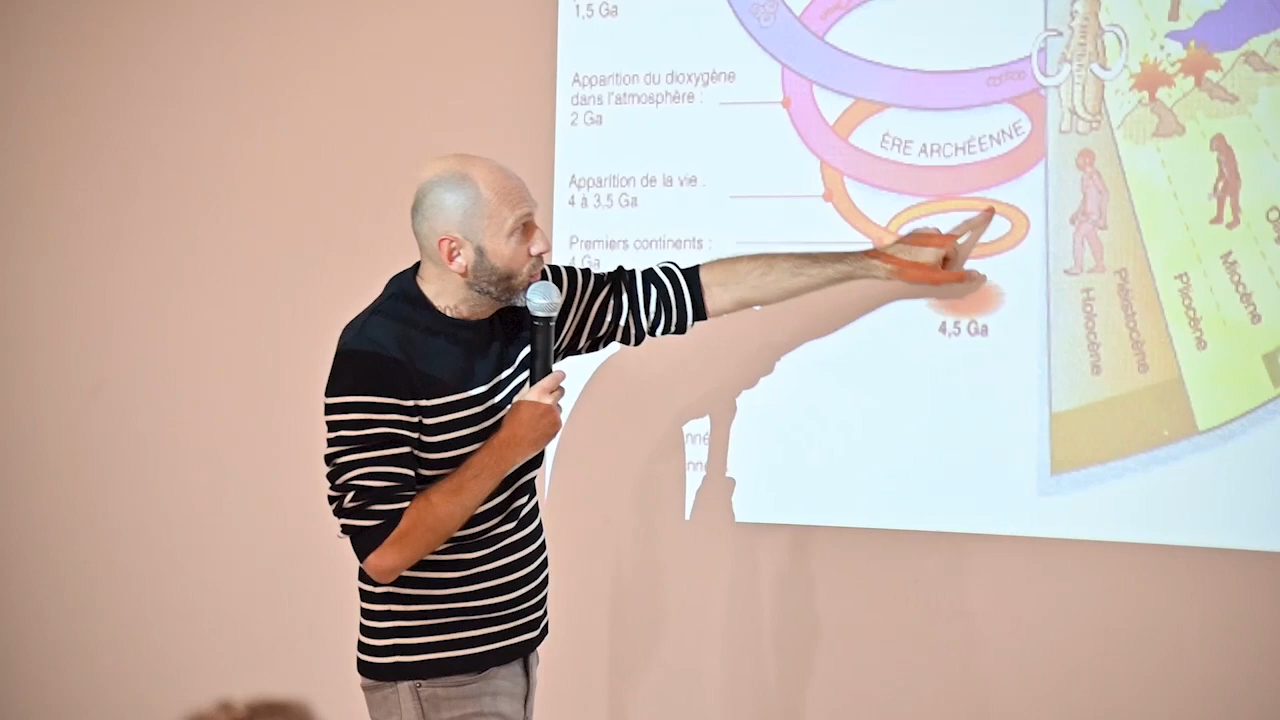 1,5 Ga
Apparition du dioxygène
dans l'atmosphère :
2 Ga
Apparition de la vie :
4 à 3,5 Ga
Premiers continents :
4 Ga
ÈRE ARCHÉENNE
4,5 Ga
Holocène
Pléistocène
Pliocène
Miocène